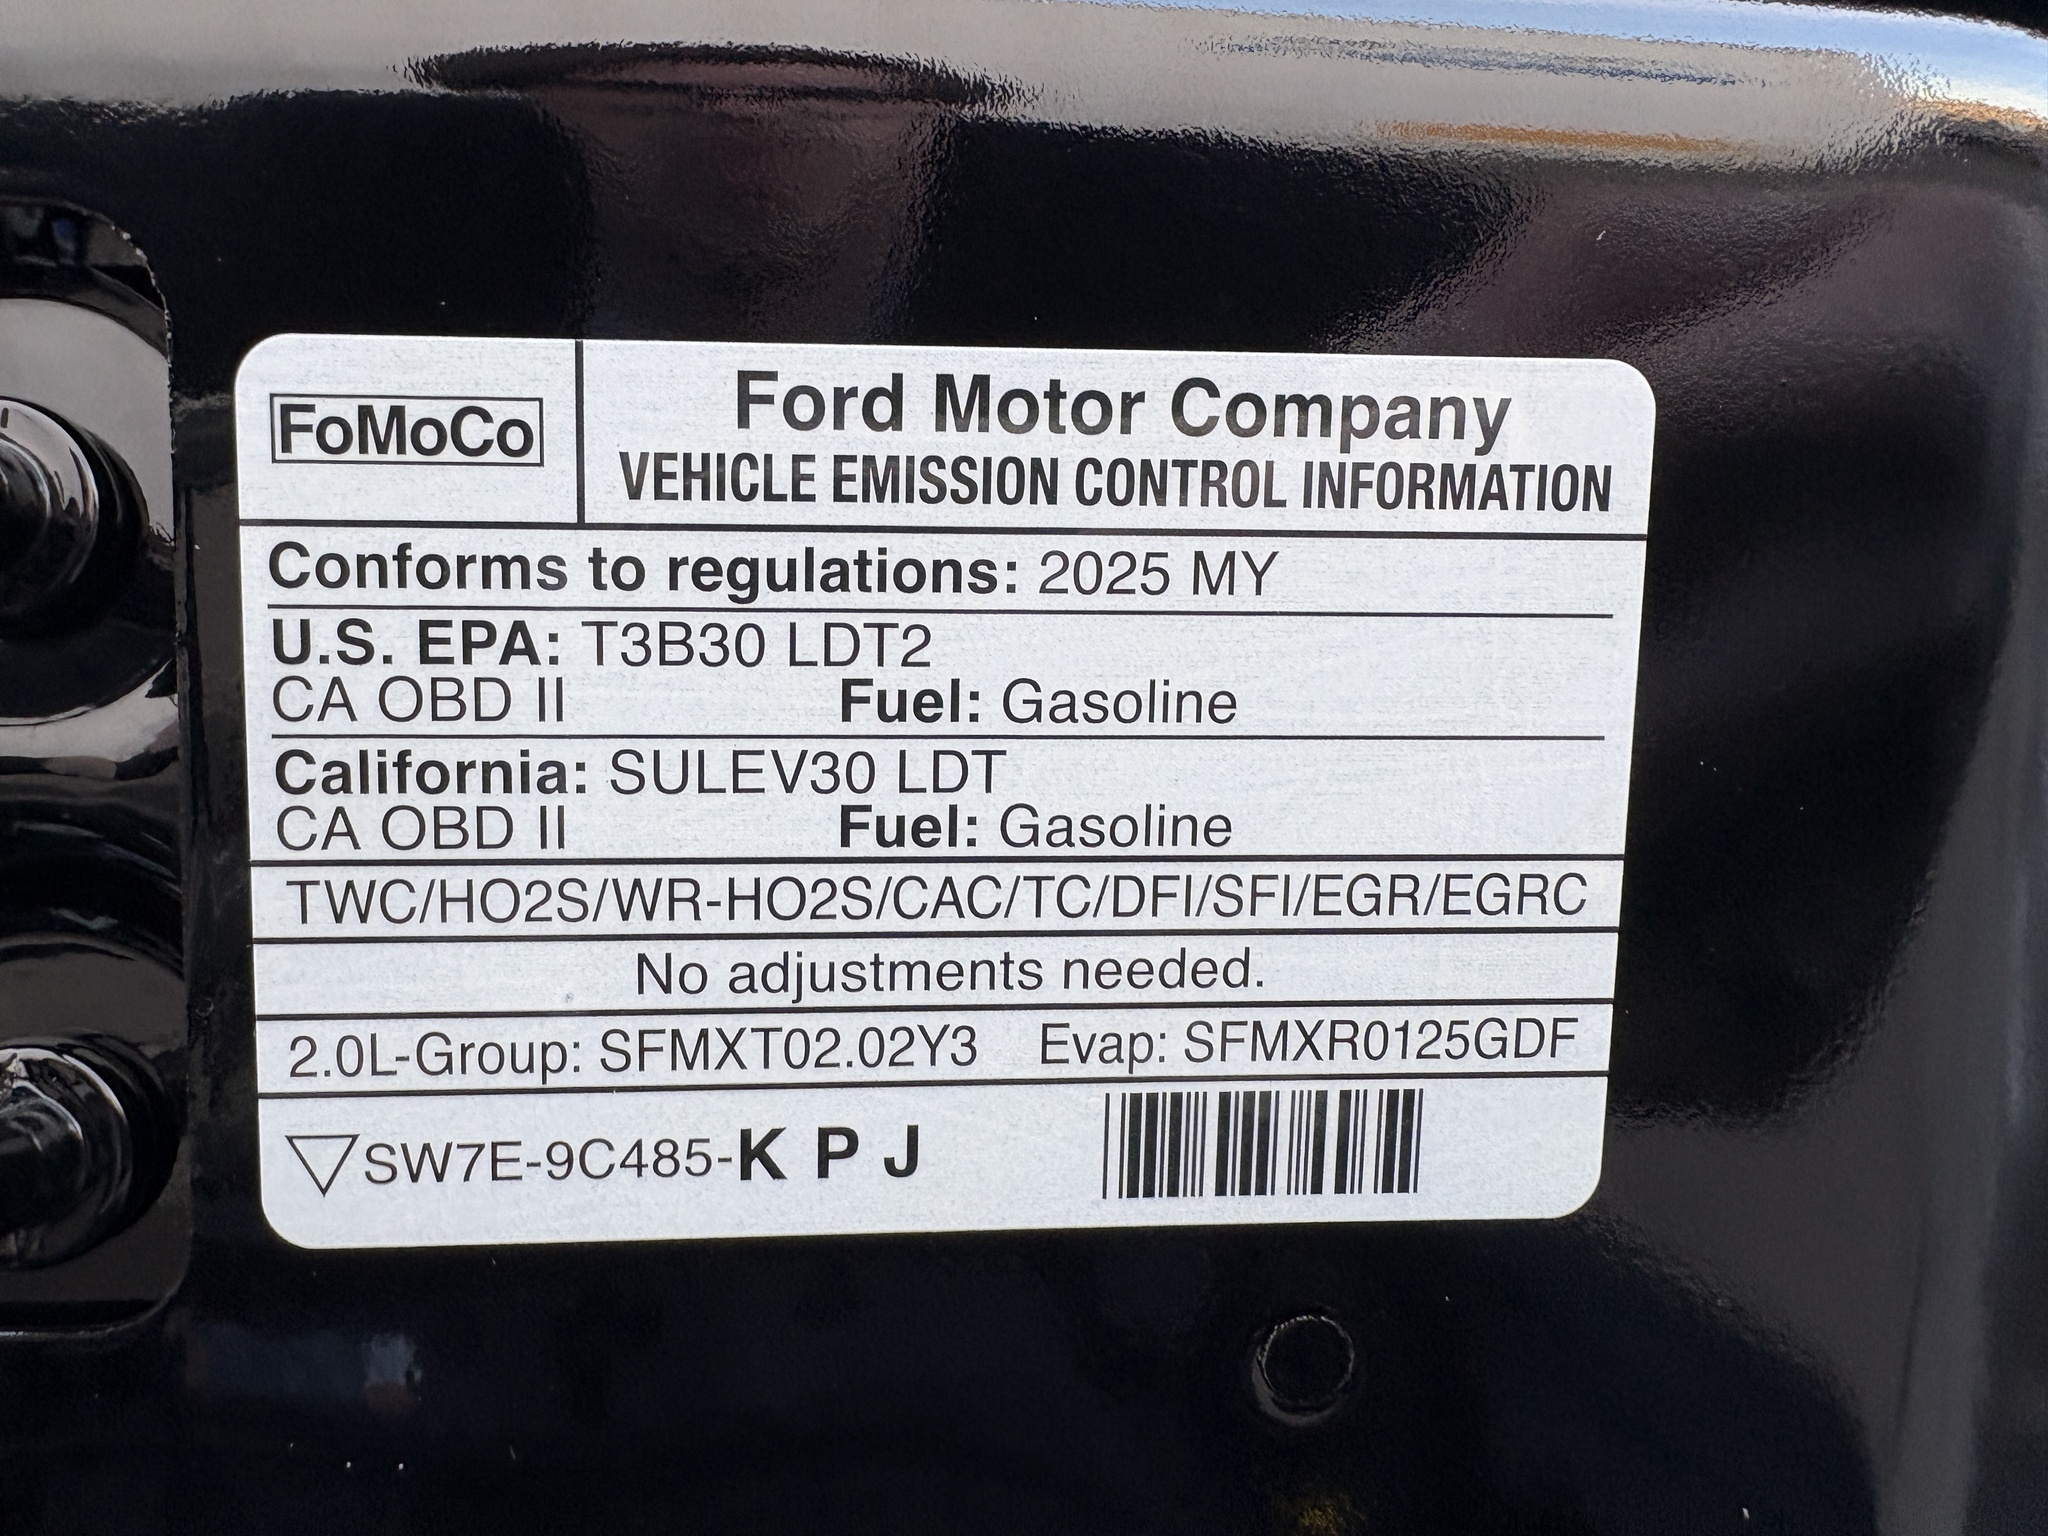 FoMoCo
Ford Motor Company
VEHICLE EMISSION CONTROL INFORMATION
Conforms to regulations: 2025 MY
U.S. EPA: T3B30 LDT2
CA OBD II Fuel: Gasoline
California: SULEV30 LDT
CA OBD II Fuel: Gasoline
TWC/HO2S/WR-HO2S/CAC/TC/DFI/SFI/EGR/EGRC
No adjustments needed.
2.0L-Group: SFMXT02.02Y3 Evap: SFMXR0125GDF
SW7E-9C485-K P J